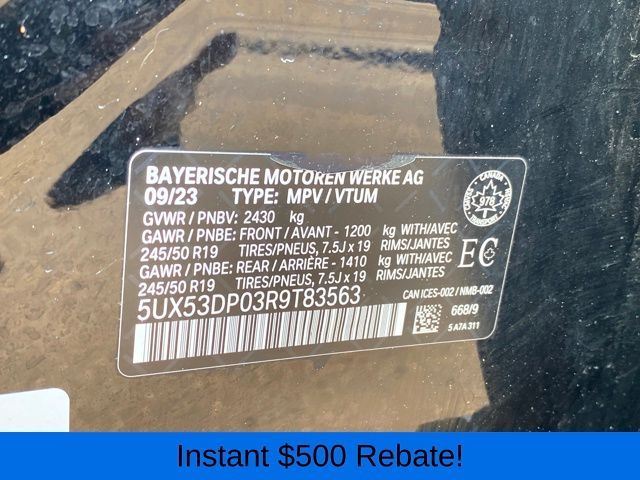 BAYERISCHE MOTOREN WERKE AG
09/23 TYPE: MPV / VTUM
GVWR / PNBV: 2430 kg
GAWR / PNBE: FRONT / AVANT - 1200 kg WITH/AVEC
245/50 R19 TIRES/PNEUS, 7.5J x 19 RIMS/JANTES
GAWR / PNBE: REAR / ARRIÈRE - 1410 kg WITH/AVEC
245/50 R19 TIRES/PNEUS, 7.5J x 19 RIMS/JANTES
5UX53DP03R9T83563
CANADA
978
TRANSPORT
EC
CAN ICES-002 / NMB-002
668/9
5 A7A 311
Instant $500 Rebate!